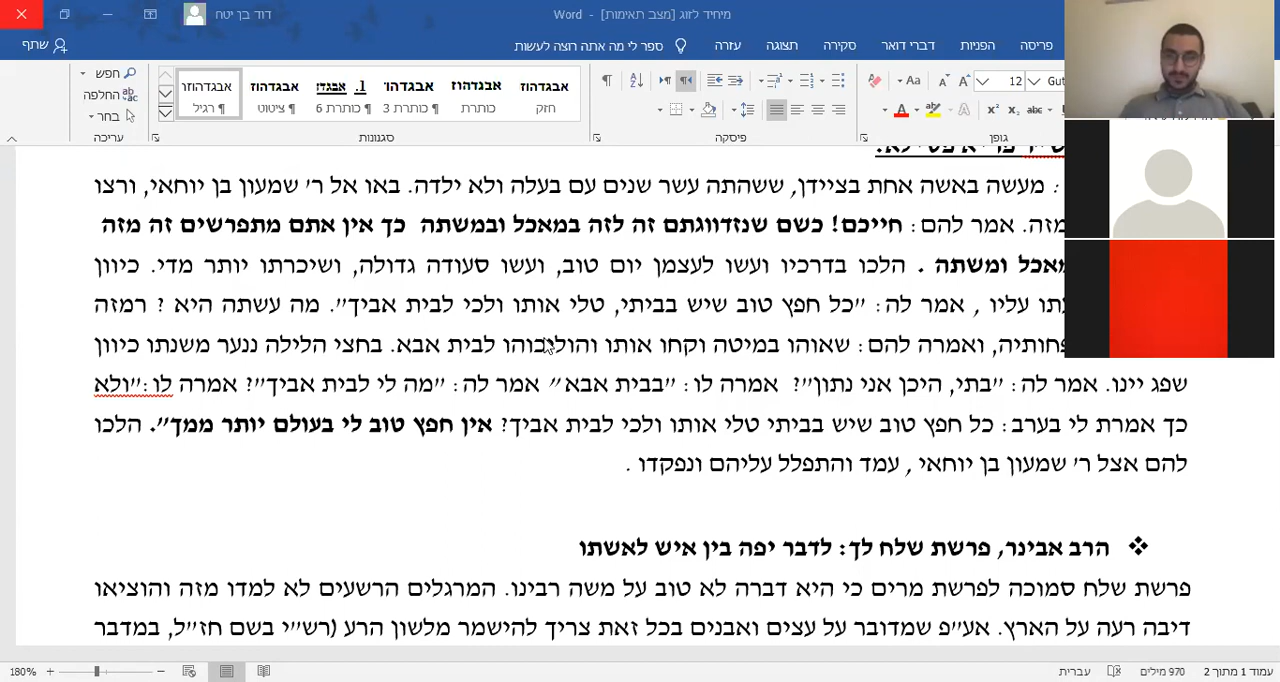 דוד בן יטח
מיחיד לזוג [מצב תאימות] - Word
פריסה הפניות דברי דואר סקירה תצוגה עזרה ספר לי מה אתה רוצה לעשות
שתף
חפש
החלפה
בחר
עריכה
אבגדהוזו אבגדהוז אבגדהוזו אבגדהוז
חזק כותרת כותרת 3 כותרת 6 ציטוט רגיל
סגנונות
פיסקה
גופן
12
Gut
: מעשה באשה אחת בציידן, ששהתה עשר שנים עם בעלה ולא ילדה. באו אל ר' שמעון בן יוחאי, ורצו
מזה. אמר להם: חייכם! כשם שנזדווגתם זה לזה במאכל ובמשתה כך אין אתם מתפרשים זה מזה
ומשתה. הלכו בדרכיו ועשו לעצמן יום טוב, ועשו סעודה גדולה, ושיכרתו יותר מדי. כיוון
עליו, אמר לה: "כל חפץ טוב שיש בביתי, טלי אותו ולכי לבית אביך". מה עשתה היא? רמזה
ואמרה להם: שאוהו במיטה וקחו אותו והוליכוהו לבית אבא. בחצי הלילה ננער משנתו כיוון
שפג יינו. אמר לה: "בתי, היכן אני נתון"? אמרה לו: "בבית אבא" אמר לה: "מה לי לבית אביך"? אמרה לו:"ולא
כך אמרת לי בערב: כל חפץ טוב שיש בביתי טלי אותו ולכי לבית אביך? אין חפץ טוב לי בעולם יותר ממך". הלכו
להם אצל ר' שמעון בן יוחאי, עמד והתפלל עליהם ונפקדו.
❖ הרב אבינר, פרשת שלח לך: לדבר יפה בין איש לאשתו
פרשת שלח סמוכה לפרשת מרים כי היא דברה לא טוב על משה רבינו. המרגלים הרשעים לא למדו מזה והוציאו
דיבה רעה על הארץ. אע"פ שמדובר על עצים ואבנים בכל זאת צריך להישמר מלשון הרע (רש"י בשם חז"ל, במדבר
עמוד 1 מתוך 2 970 מילים עברית 180%